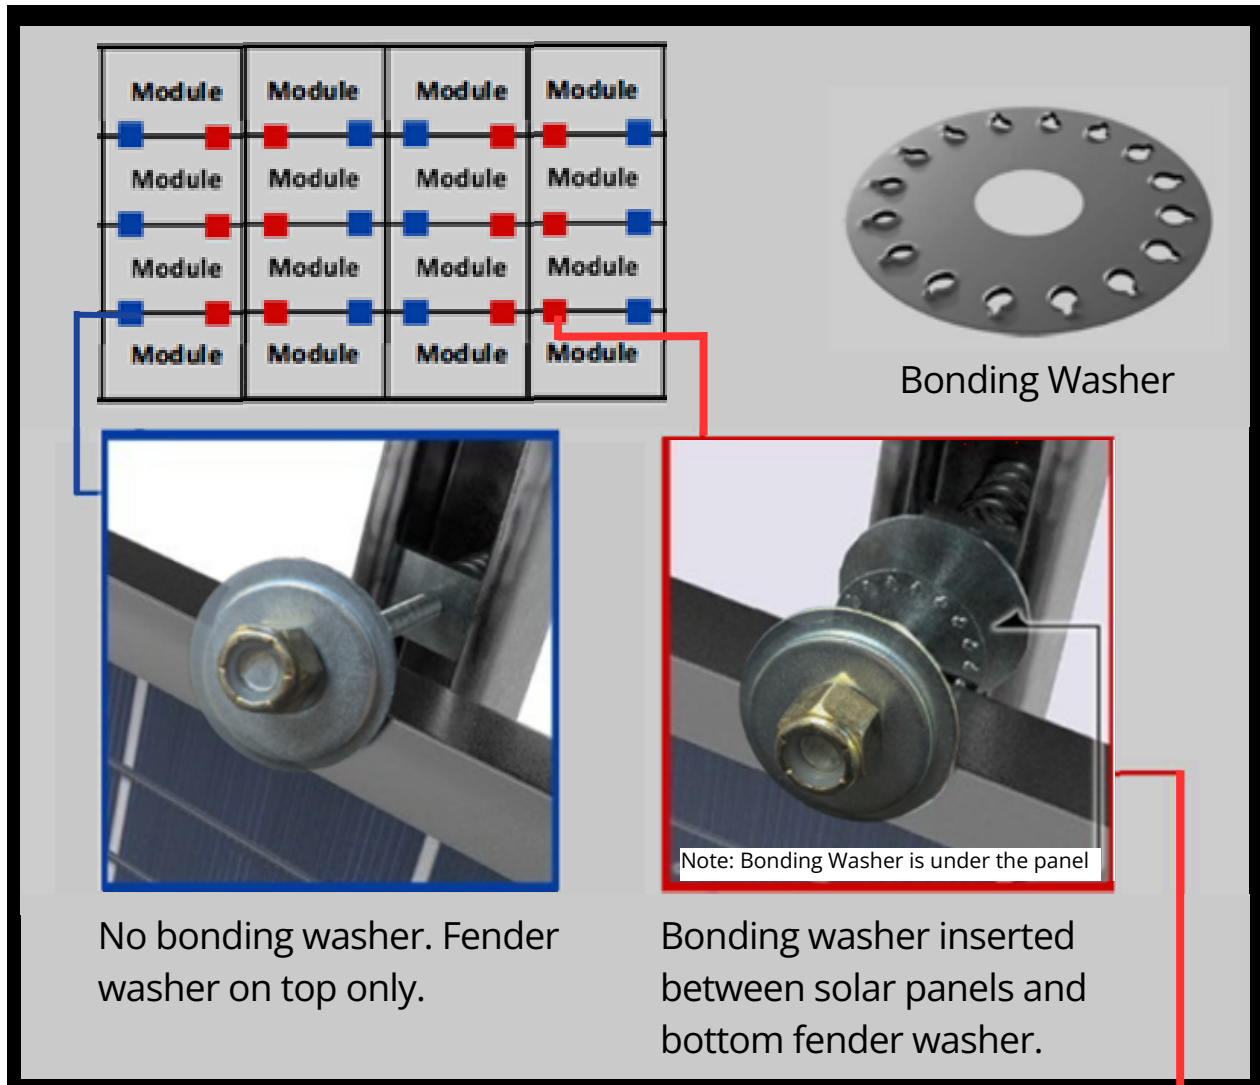 Module Module Module Module
Module Module Module Module
Module Module Module Module
Module Module Module Module
Bonding Washer
Note: Bonding Washer is under the panel
No bonding washer. Fender
washer on top only.
Bonding washer inserted
between solar panels and
bottom fender washer.